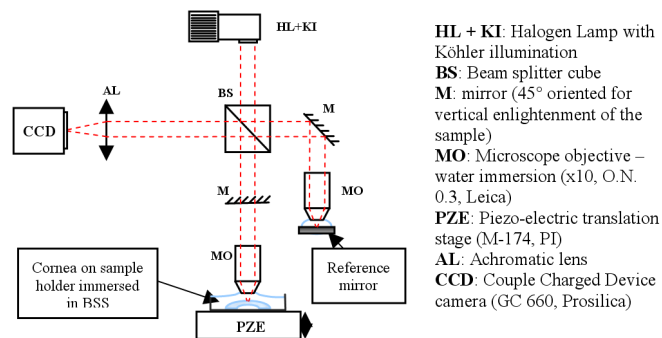 HL+KI
AL
BS
M
CCD
M
MO
MO
Cornea on sample
holder immersed
in BSS
Reference
mirror
PZE
HL + KI: Halogen Lamp with
Köhler illumination
BS: Beam splitter cube
M: mirror (45° oriented for
vertical enlightenment of the
sample)
MO: Microscope objective –
water immersion (x10, O.N.
0.3, Leica)
PZE: Piezo-electric translation
stage (M-174, PI)
AL: Achromatic lens
CCD: Couple Charged Device
camera (GC 660, Prosilica)